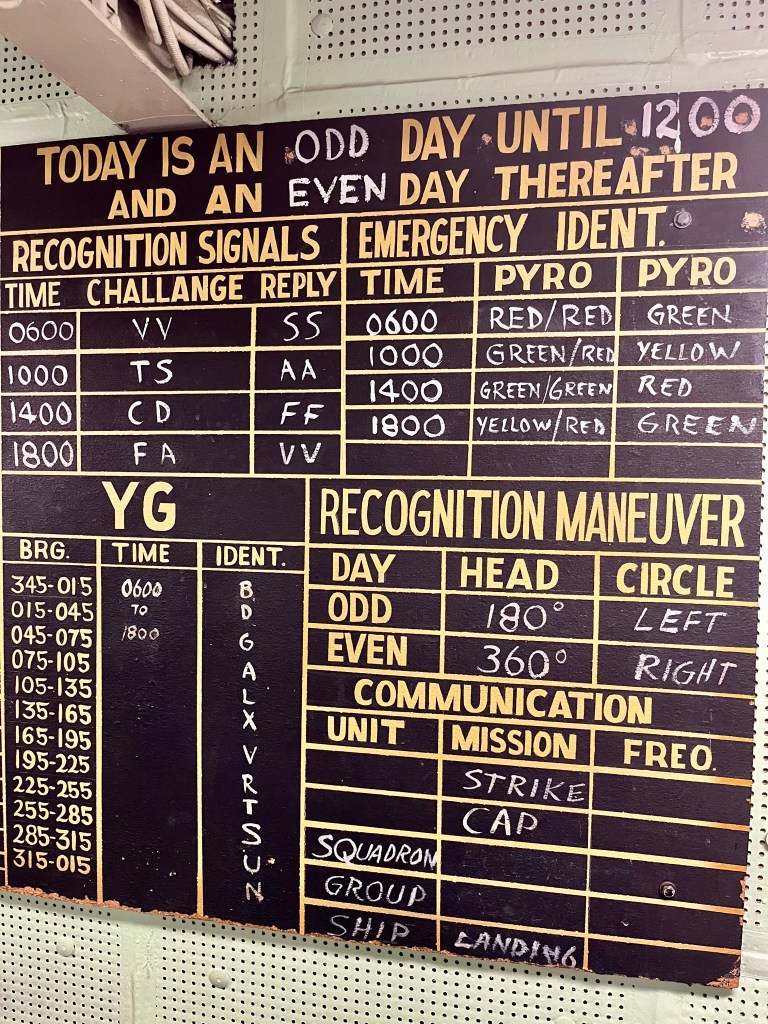 TODAY IS AN ODD DAY UNTIL 1200
AND AN EVEN DAY THEREAFTER
RECOGNITION SIGNALS
TIME CHALLANGE REPLY
0600 VV SS
1000 TS AA
1400 CD FF
1800 FA VV
EMERGENCY IDENT.
TIME PYRO PYRO
0600 RED/RED GREEN
1000 GREEN/RED YELLOW
1400 GREEN/GREEN RED
1800 YELLOW/RED GREEN
YG
BRG. TIME IDENT.
345-015 0600 B
015-045 TO D
045-075 1800 G
075-105 A
105-135 L
135-165 X
165-195 V
195-225 R
225-255 T
255-285 S
285-315 U
315-015 N
RECOGNITION MANEUVER
DAY HEAD CIRCLE
ODD 180° LEFT
EVEN 360° RIGHT
COMMUNICATION
UNIT MISSION FREQ.
STRIKE
CAP
SQUADRON
GROUP
SHIP LANDING